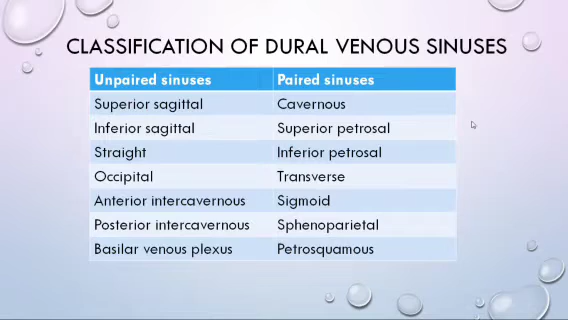 CLASSIFICATION OF DURAL VENOUS SINUSES
Unpaired sinuses Paired sinuses
Superior sagittal Cavernous
Inferior sagittal Superior petrosal
Straight Inferior petrosal
Occipital Transverse
Anterior intercavernous Sigmoid
Posterior intercavernous Sphenoparietal
Basilar venous plexus Petrosquamous